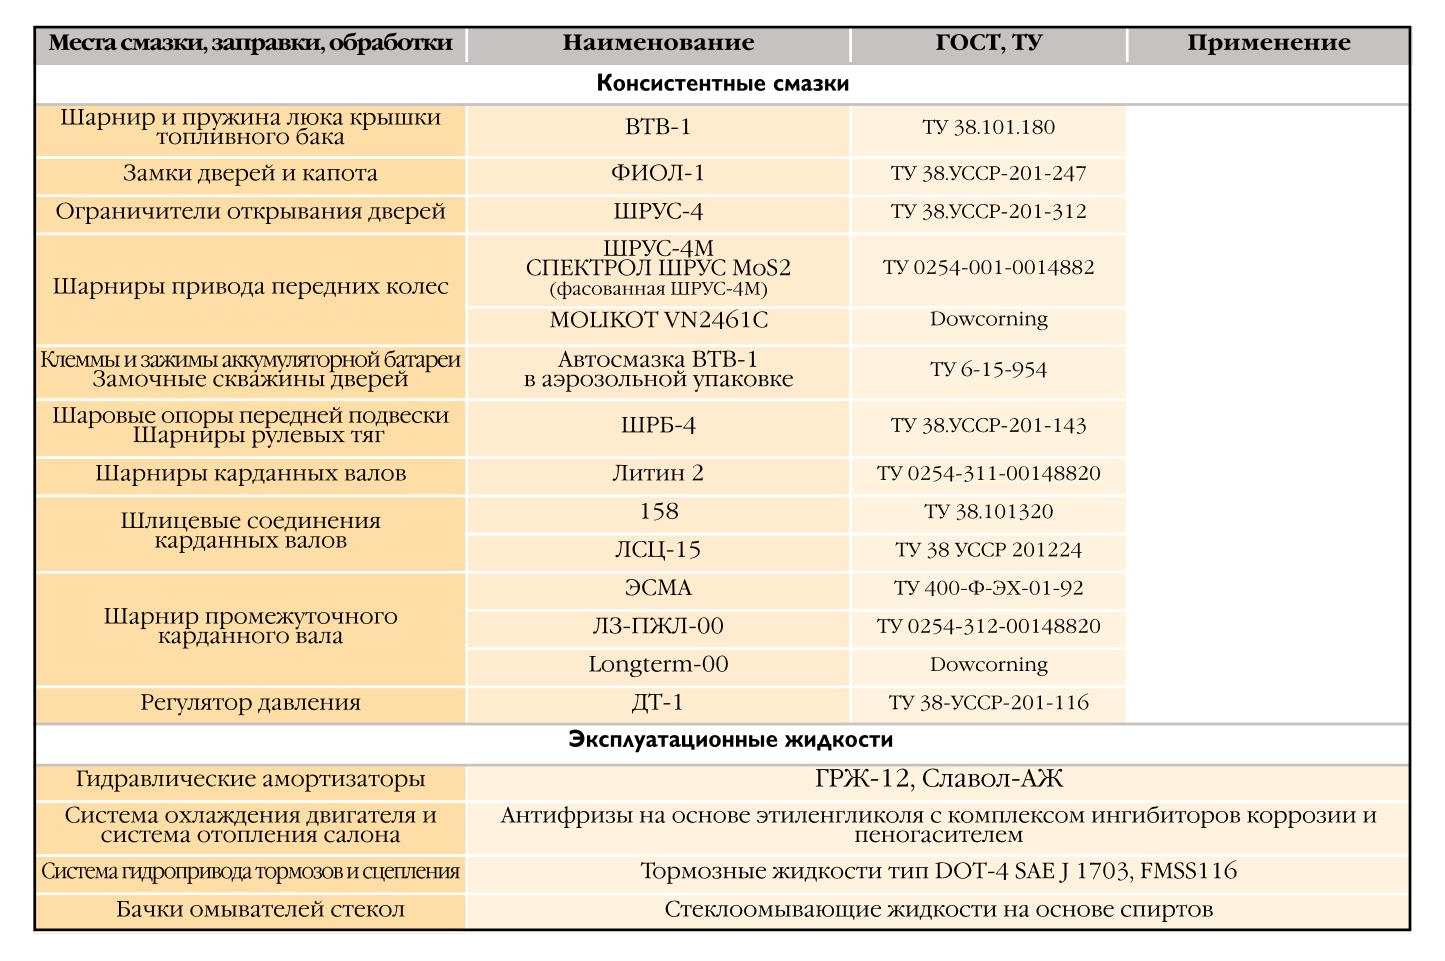 Места смазки, заправки, обработки Наименование ГОСТ, ТУ Применение
Консистентные смазки
Шарнир и пружина люка крышки
топливного бака
ВТВ-1
ТУ 38.101.180
Замки дверей и капота ФИОЛ-1 ТУ 38.УССР-201-247
Ограничители открывания дверей ШРУС-4 ТУ 38.УССР-201-312
Шарниры привода передних колес
ШРУС-4М
СПЕКТРОЛ ШРУС MoS2
(фасованная ШРУС-4М)
ТУ 0254-001-0014882
MOLIKOT VN2461C Dowcorning
Клеммы и зажимы аккумуляторной батареи
Замочные скважины дверей
Автосмазка ВТВ-1
в аэрозольной упаковке
ТУ 6-15-954
Шаровые опоры передней подвески
Шарниры рулевых тяг
ШРБ-4
ТУ 38.УССР-201-143
Шарниры карданных валов Литин 2 ТУ 0254-311-00148820
Шлицевые соединения
карданных валов
158 ТУ 38.101320
ЛСЦ-15 ТУ 38 УССР 201224
Шарнир промежуточного
карданного вала
ЭСМА ТУ 400-Ф-ЭХ-01-92
ЛЗ-ПЖЛ-00 ТУ 0254-312-00148820
Longterm-00 Dowcorning
Регулятор давления ДТ-1 ТУ 38-УССР-201-116
Эксплуатационные жидкости
Гидравлические амортизаторы ГРЖ-12, Славол-АЖ
Система охлаждения двигателя и
система отопления салона
Антифризы на основе этиленгликоля с комплексом ингибиторов коррозии и
пеногасителем
Система гидропривода тормозов и сцепления Тормозные жидкости тип DOT-4 SAE J 1703, FMSS116
Бачки омывателей стекол Стеклоомывающие жидкости на основе спиртов